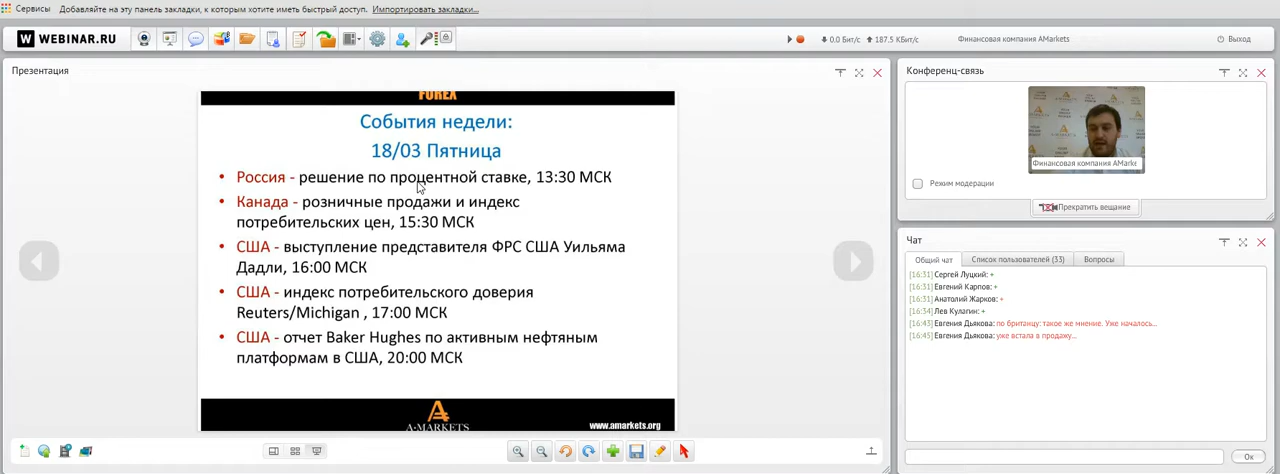 Сервисы Добавляйте на эту панель закладки, к которым хотите иметь быстрый доступ. Импортировать закладки...
W WEBINAR.RU 0.0 Бит/с 187.5 КБит/с Финансовая компания AMarkets Выход
Презентация
FOREX
События недели:
18/03 Пятница
• Россия - решение по процентной ставке, 13:30 МСК
• Канада - розничные продажи и индекс
потребительских цен, 15:30 МСК
• США - выступление представителя ФРС США Уильяма
Дадли, 16:00 МСК
• США - индекс потребительского доверия
Reuters/Michigan , 17:00 МСК
• США - отчет Baker Hughes по активным нефтяным
платформам в США, 20:00 МСК
A-MARKETS
www.amarkets.org
Конференц-связь
Финансовая компания AMarke
Режим модерации
Прекратить вещание
Чат
Общий чат Список пользователей (33) Вопросы
[16:31] Сергей Луцкий: +
[16:31] Евгений Карпов: +
[16:31] Анатолий Жарков: +
[16:34] Лев Кулагин: +
[16:43] Евгения Дьякова: по британцу: такое же мнение. Уже началось...
[16:45] Евгения Дьякова: уже встала в продажу...
Ок